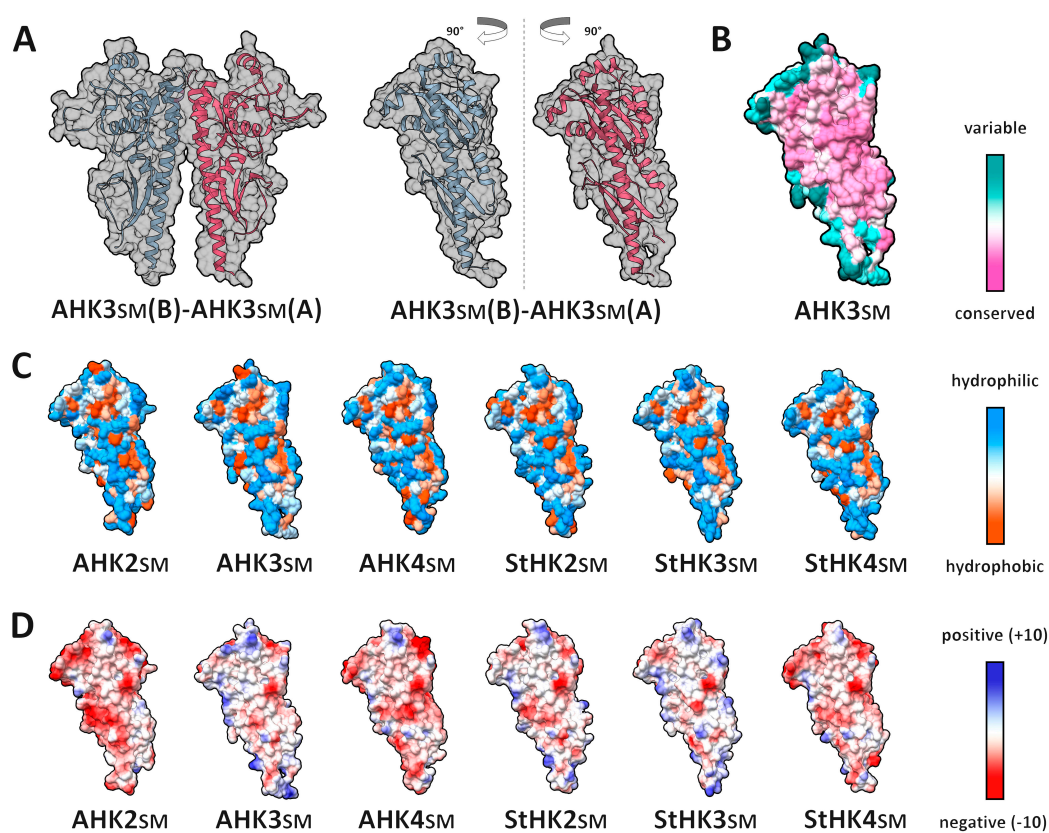 A
90°
90°
B
variable
conserved
AHK3SM(B)-AHK3SM(A)
AHK3SM(B)-AHK3SM(A)
AHK3SM
C
hydrophilic
hydrophobic
AHK2SM
AHK3SM
AHK4SM
StHK2SM
StHK3SM
StHK4SM
D
positive (+10)
negative (-10)
AHK2SM
AHK3SM
AHK4SM
StHK2SM
StHK3SM
StHK4SM